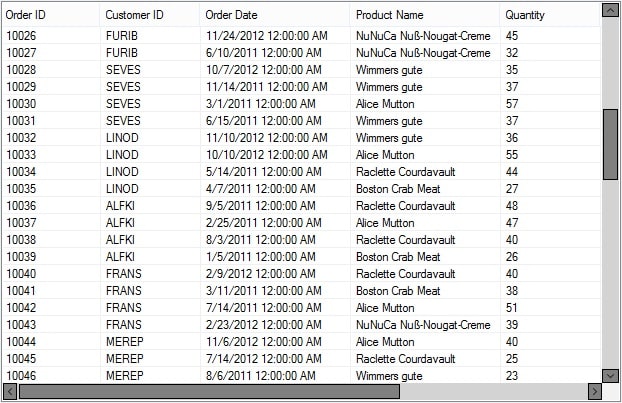 Order ID Customer ID Order Date Product Name Quantity
10026 FURIB 11/24/2012 12:00:00 AM NuNuCa Nuß-Nougat-Creme 45
10027 FURIB 6/10/2011 12:00:00 AM NuNuCa Nuß-Nougat-Creme 32
10028 SEVES 10/7/2012 12:00:00 AM Wimmers gute 35
10029 SEVES 11/14/2011 12:00:00 AM Wimmers gute 37
10030 SEVES 3/1/2011 12:00:00 AM Alice Mutton 57
10031 SEVES 6/15/2011 12:00:00 AM Wimmers gute 37
10032 LINOD 11/10/2012 12:00:00 AM Wimmers gute 36
10033 LINOD 10/10/2012 12:00:00 AM Alice Mutton 55
10034 LINOD 5/14/2011 12:00:00 AM Raclette Courdavault 44
10035 LINOD 4/7/2011 12:00:00 AM Boston Crab Meat 27
10036 ALFKI 9/5/2011 12:00:00 AM Raclette Courdavault 48
10037 ALFKI 2/25/2011 12:00:00 AM Alice Mutton 47
10038 ALFKI 8/3/2011 12:00:00 AM Raclette Courdavault 40
10039 ALFKI 1/5/2011 12:00:00 AM Boston Crab Meat 26
10040 FRANS 2/9/2012 12:00:00 AM Raclette Courdavault 40
10041 FRANS 3/11/2011 12:00:00 AM Boston Crab Meat 38
10042 FRANS 7/14/2011 12:00:00 AM Alice Mutton 51
10043 FRANS 2/23/2012 12:00:00 AM NuNuCa Nuß-Nougat-Creme 39
10044 MEREP 11/6/2012 12:00:00 AM Alice Mutton 40
10045 MEREP 7/14/2012 12:00:00 AM Raclette Courdavault 25
10046 MEREP 8/6/2011 12:00:00 AM Wimmers gute 23